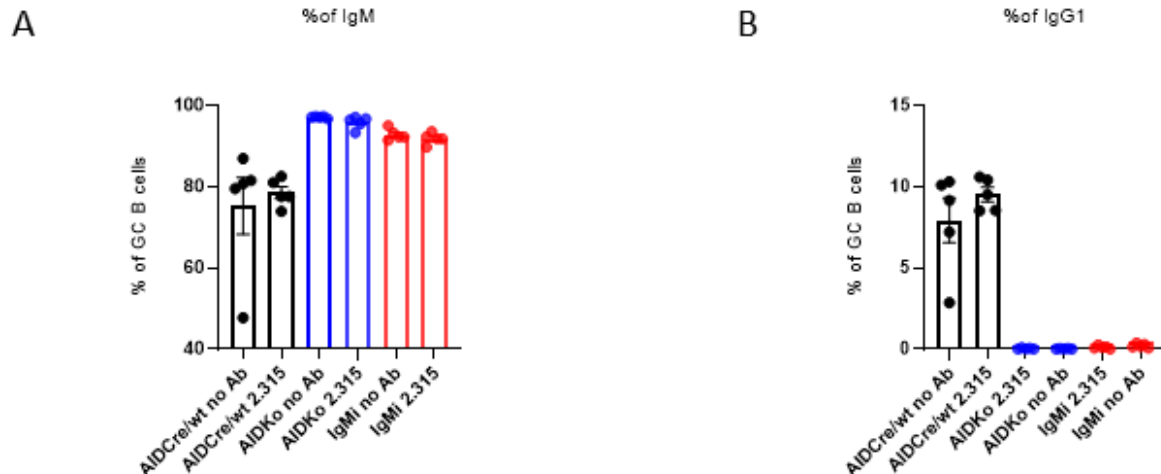 A
%of IgM
% of GC B cells
100
80
60
40
AIDCre/wt no Ab
AIDCre/wt 2.315
AIDKo no Ab
AIDKo 2.315
IgMi no Ab
IgMi 2.315
B
%of IgG1
% of GC B cells
15
10
5
0
AIDCre/wt no Ab
AIDCre/wt 2.315
AIDKo 2.315
AIDKo no Ab
IgMi 2.315
IgMi no Ab